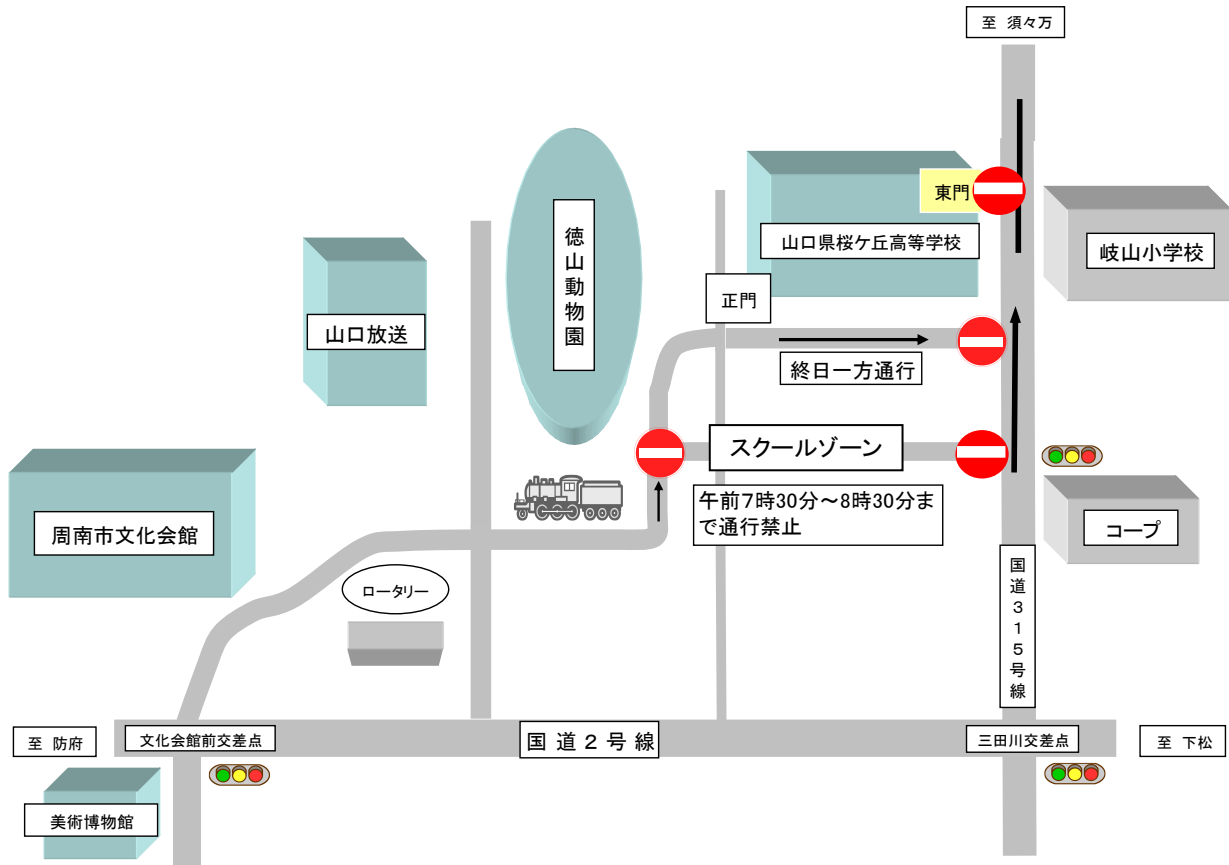 至 須々万
東門
山口県桜ケ丘高等学校
岐山小学校
徳山動物園
正門
山口放送
終日一方通行
スクールゾーン
午前7時30分～8時30分ま
で通行禁止
周南市文化会館
コープ
ロータリー
国道315号線
至 防府
文化会館前交差点
国道2号線
三田川交差点
至 下松
美術博物館